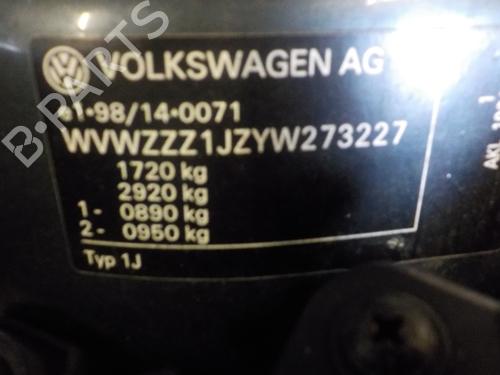 VOLKSWAGEN AG
e1*98/14*0071
WVWZZZ1JZYW273227
1720 kg
2920 kg
1- 0890 kg
2- 0950 kg
Typ 1J
B-PARTS